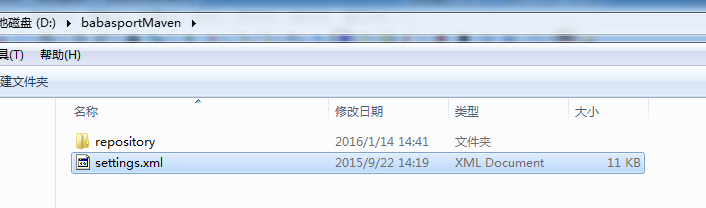 地磁盘 (D:) ▸ babasportMaven ▸
具(T) 帮助(H)
建文件夹
名称 修改日期 类型 大小
repository 2016/1/14 14:41 文件夹
settings.xml 2015/9/22 14:19 XML Document 11 KB